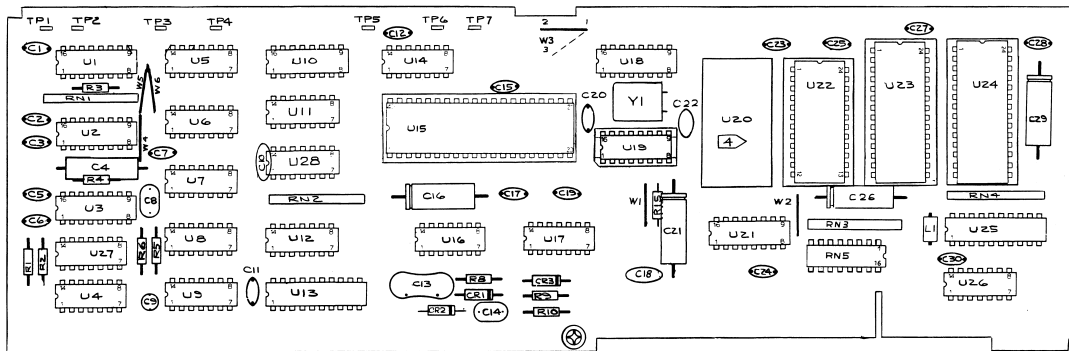 TP1 TP2 TP3 TP4 TP5 TP6 TP7 2 1
C12 W3 3 C27
C1 C23 C25 C28
U1 U5 U10 U14 U18 U22 U23 U24
R3 W5 W6 C15 C20 Y1 C22 C29
RN1
C2 U2 U6 U11 U15 U20
C3 W4 U19 4
C7 C10 U28
C4
R4 U7
C5 C8 RN2 C16 C17 C19 W1 W2 C26 RN4
U3 C21 RN3
C6 L1
U8 U12 U16 U17 U21 U25
U27 R6 R5 RN5
R1 R2 C11 C18 C24 C30
C13 R8 CR3
U4 C9 U9 U13 CR1 R9 U26
CR2 C14 R10